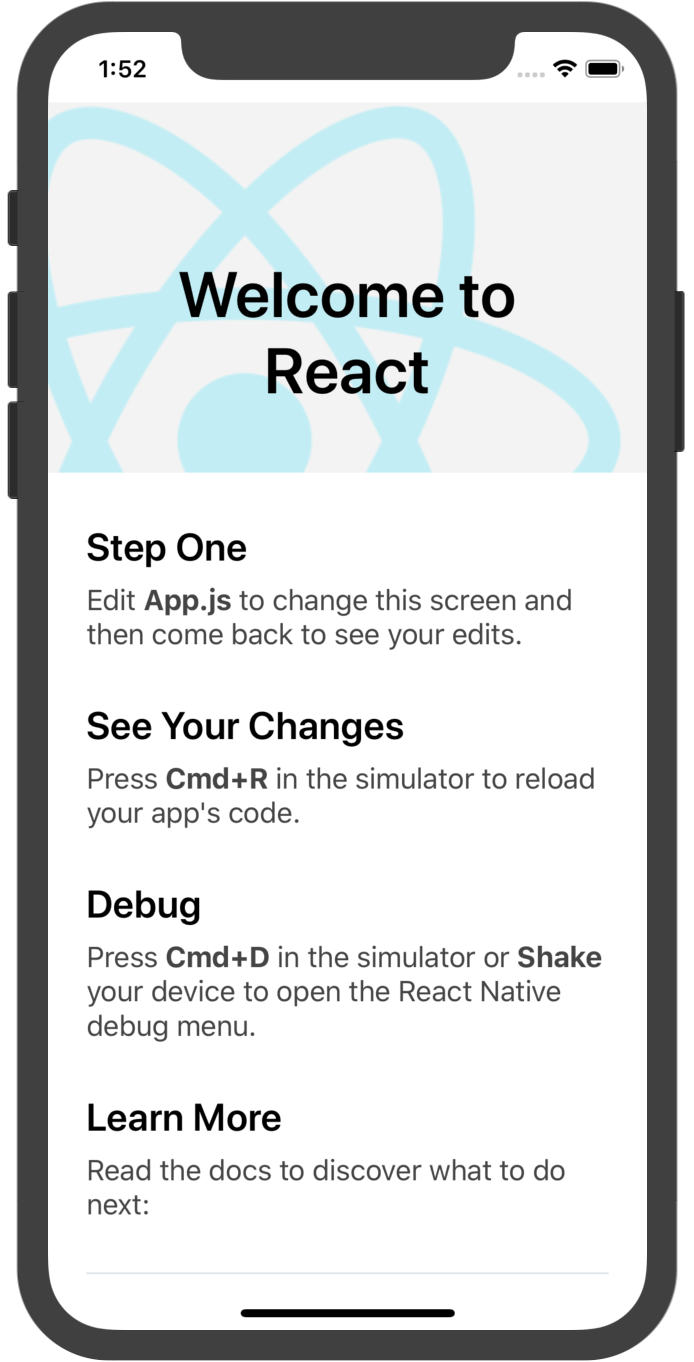 1:52
Welcome to
React
Step One
Edit App.js to change this screen and
then come back to see your edits.
See Your Changes
Press Cmd+R in the simulator to reload
your app's code.
Debug
Press Cmd+D in the simulator or Shake
your device to open the React Native
debug menu.
Learn More
Read the docs to discover what to do
next: